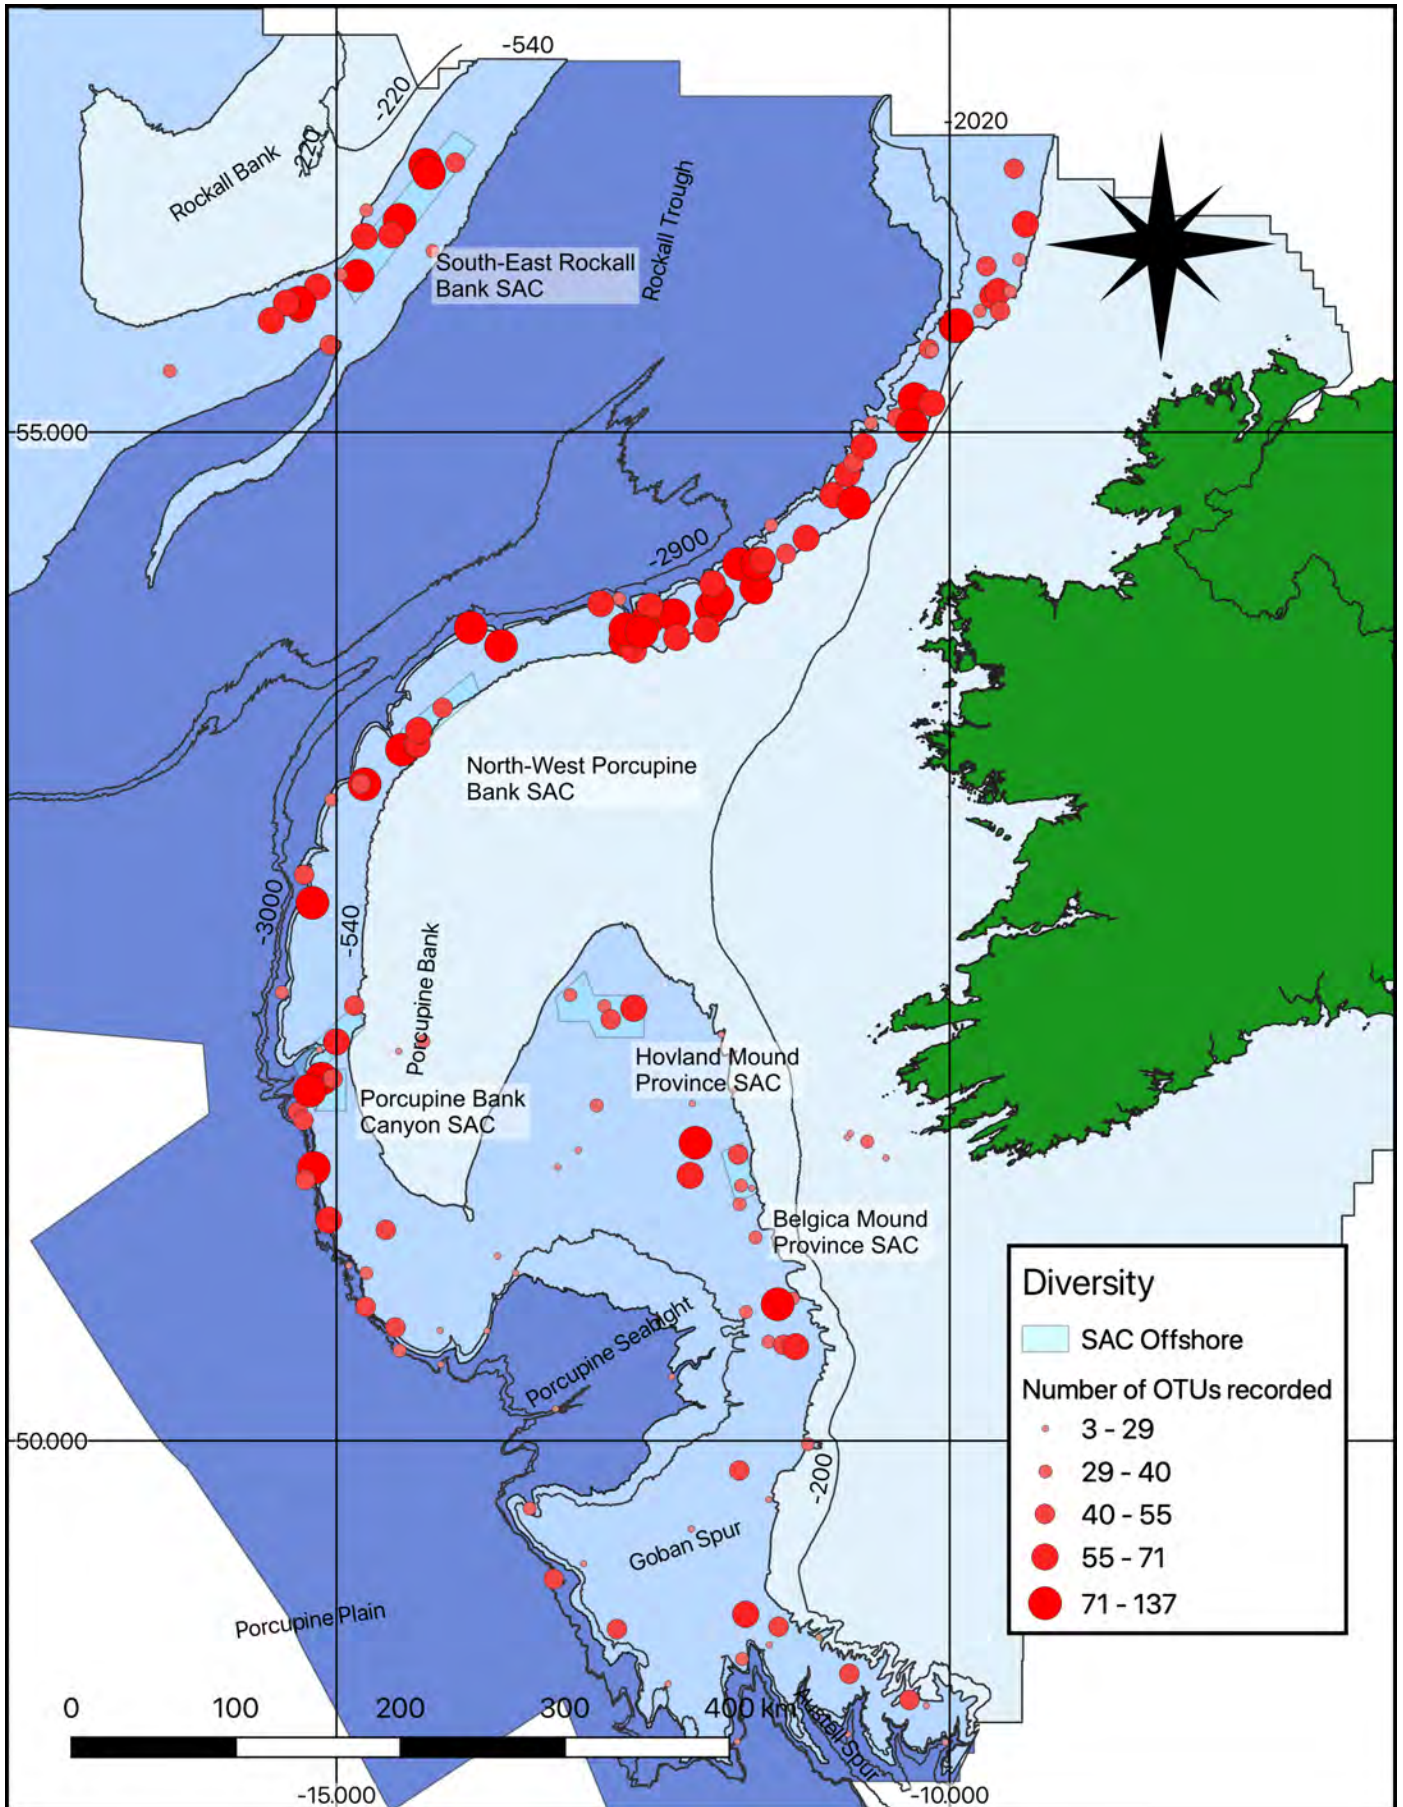 -540
-220
-220
-2020
Rockall Bank
Rockall Trough
South-East Rockall
Bank SAC
55.000
-2900
North-West Porcupine
Bank SAC
-3000
-540
Porcupine Bank
Hovland Mound
Province SAC
Porcupine Bank
Canyon SAC
Belgica Mound
Province SAC
Porcupine Seabight
Diversity
SAC Offshore
Number of OTUs recorded
3 - 29
29 - 40
40 - 55
55 - 71
71 - 137
50.000
-200
Goban Spur
Porcupine Plain
Austell Spur
0 100 200 300 400 km
-15.000
-10.000